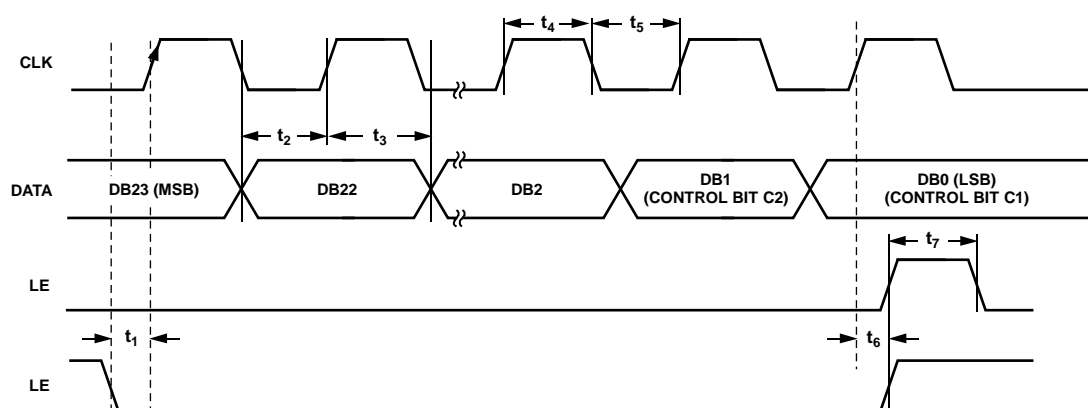 t4
t5
CLK
t2
t3
DATA
DB23 (MSB)
DB22
DB2
DB1
(CONTROL BIT C2)
DB0 (LSB)
(CONTROL BIT C1)
t7
LE
t1
t6
LE